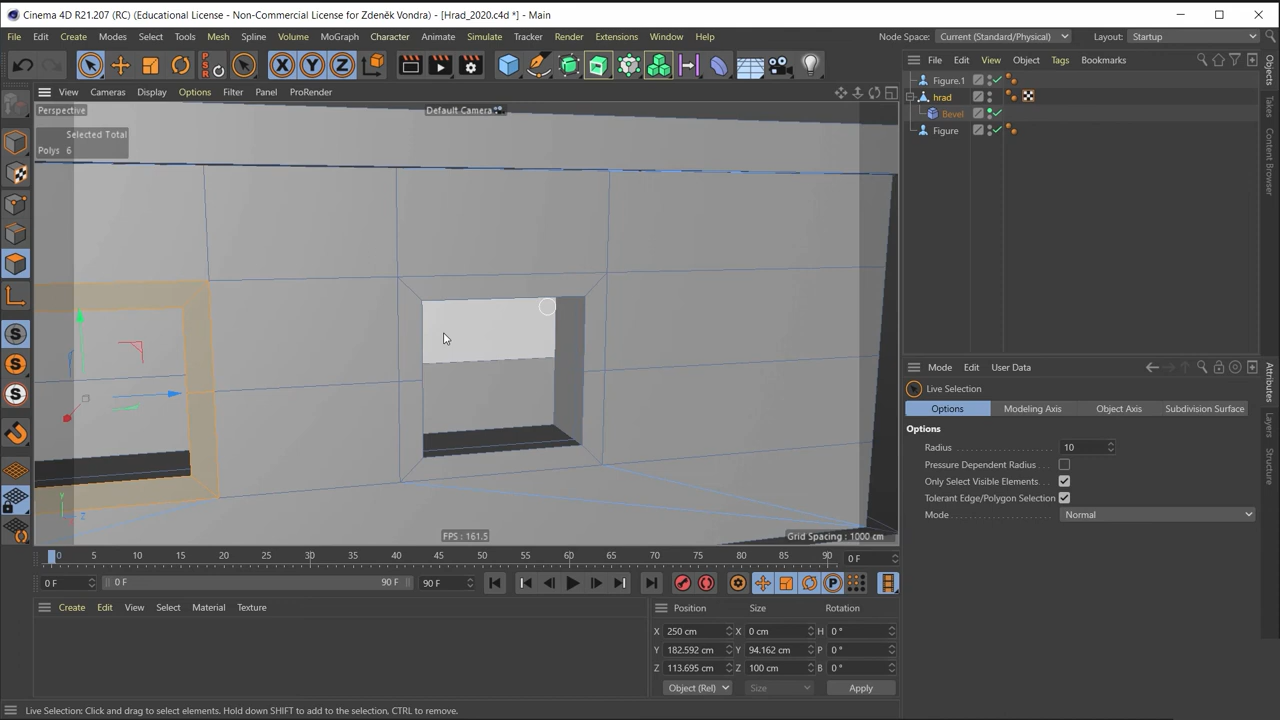 Cinema 4D R21.207 (RC) (Educational License - Non-Commercial License for Zdeněk Vondra) - [Hrad_2020.c4d *] - Main
File Edit Create Modes Select Tools Mesh Spline Volume MoGraph Character Animate Simulate Tracker Render Extensions Window Help Node Space: Current (Standard/Physical) Layout: Startup
X Y Z
View Cameras Display Options Filter Panel ProRender
File Edit View Object Tags Bookmarks
Perspective Default Camera
Selected Total
Polys 6
Figure.1
hrad
Bevel
Figure
Objects
Takes
Content Browser
Mode Edit User Data
Live Selection
Options Modeling Axis Object Axis Subdivision Surface
Options
Radius 10
Pressure Dependent Radius
Only Select Visible Elements
Tolerant Edge/Polygon Selection
Mode Normal
Attributes
Layers
Structure
Y
Z
FPS : 161.5 Grid Spacing : 1000 cm
0 5 10 15 20 25 30 35 40 45 50 55 60 65 70 75 80 85 90 0 F
0 F 0 F 90 F 90 F
Create Edit View Select Material Texture
Position Size Rotation
X 250 cm X 0 cm H 0 °
Y 182.592 cm Y 94.162 cm P 0 °
Z 113.695 cm Z 100 cm B 0 °
Object (Rel) Size Apply
Live Selection: Click and drag to select elements. Hold down SHIFT to add to the selection, CTRL to remove.